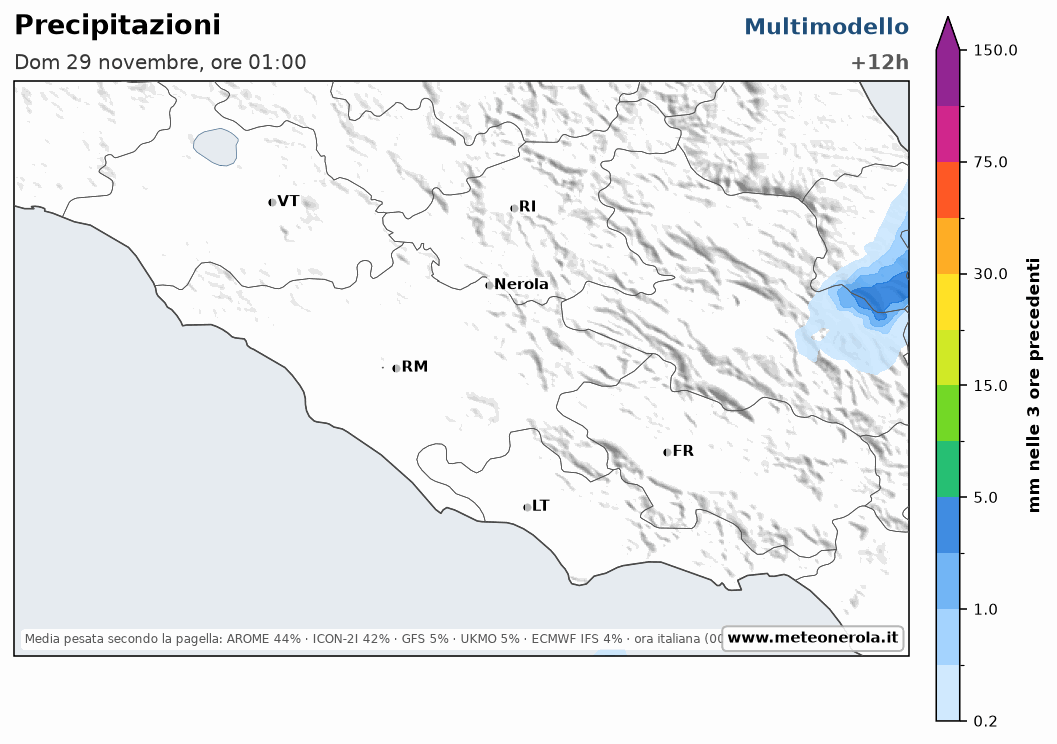 Precipitazioni
Multimodello
Dom 29 novembre, ore 01:00
+12h
150.0
75.0
30.0
15.0
5.0
1.0
0.2
mm nelle 3 ore precedenti
VT
RI
Nerola
RM
FR
LT
Media pesata secondo la pagella: AROME 44% · ICON-2I 42% · GFS 5% · UKMO 5% · ECMWF IFS 4% · ora italiana (00
www.meteonerola.it